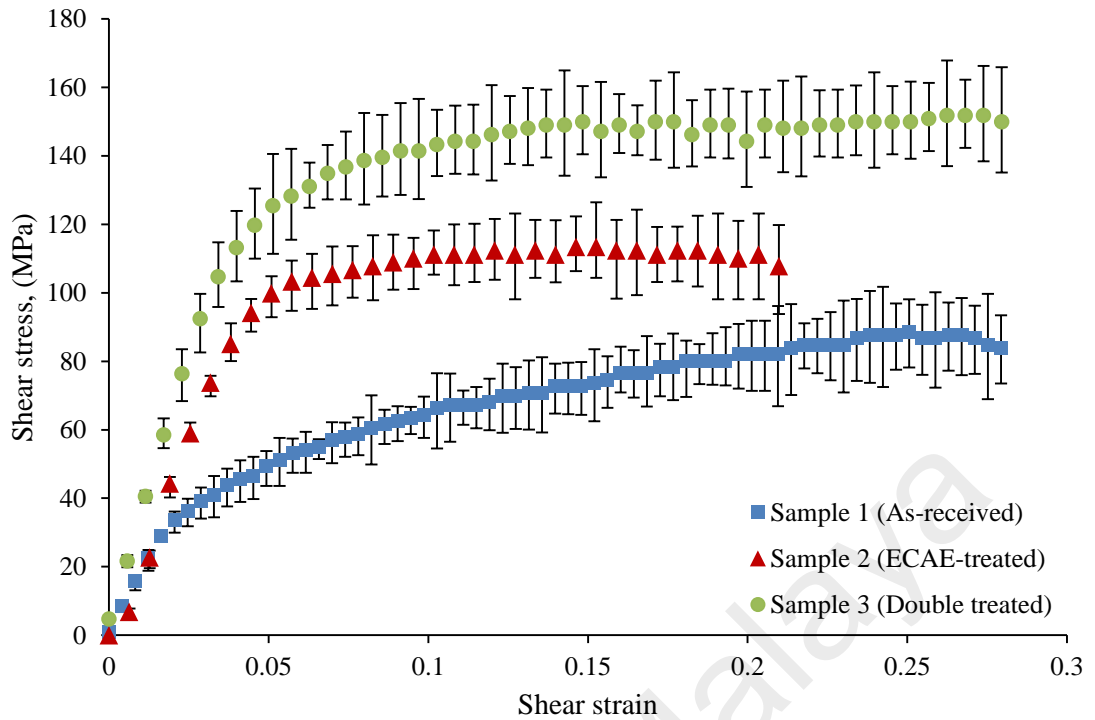 180
160
140
120
100
80
60
40
20
0
Shear stress, (MPa)
0
0.05
0.1
0.15
0.2
0.25
0.3
Shear strain
Sample 1 (As-received)
Sample 2 (ECAE-treated)
Sample 3 (Double treated)
Malaya